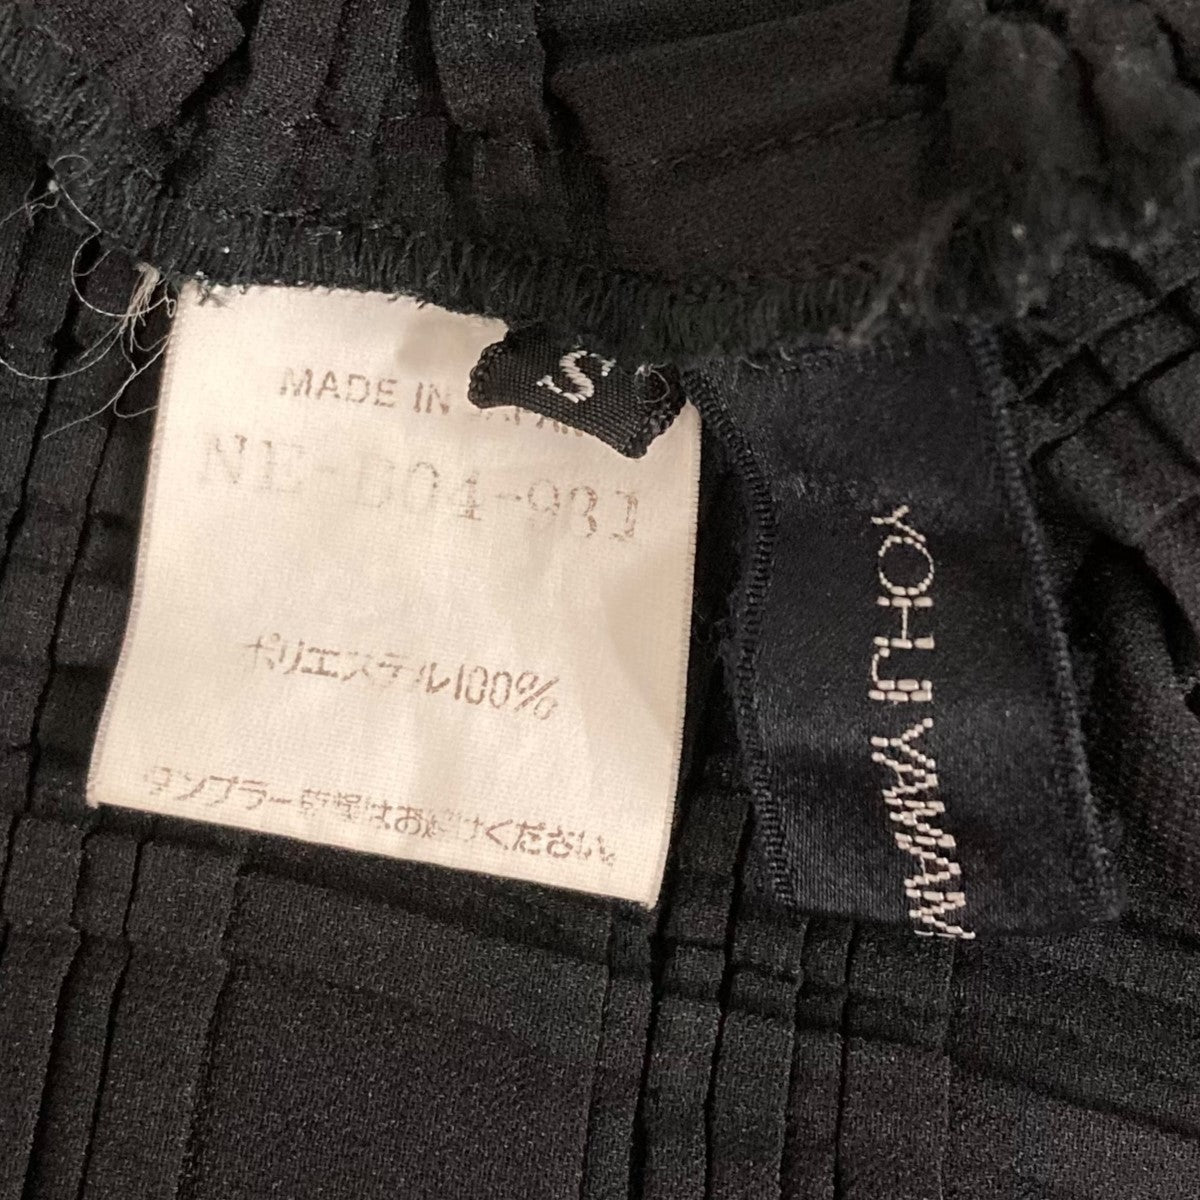 S
MADE IN JAPAN
NE-B04-931
ポリエステル100%
タンブラー乾燥はお避けください。
YOHJI YAMAM